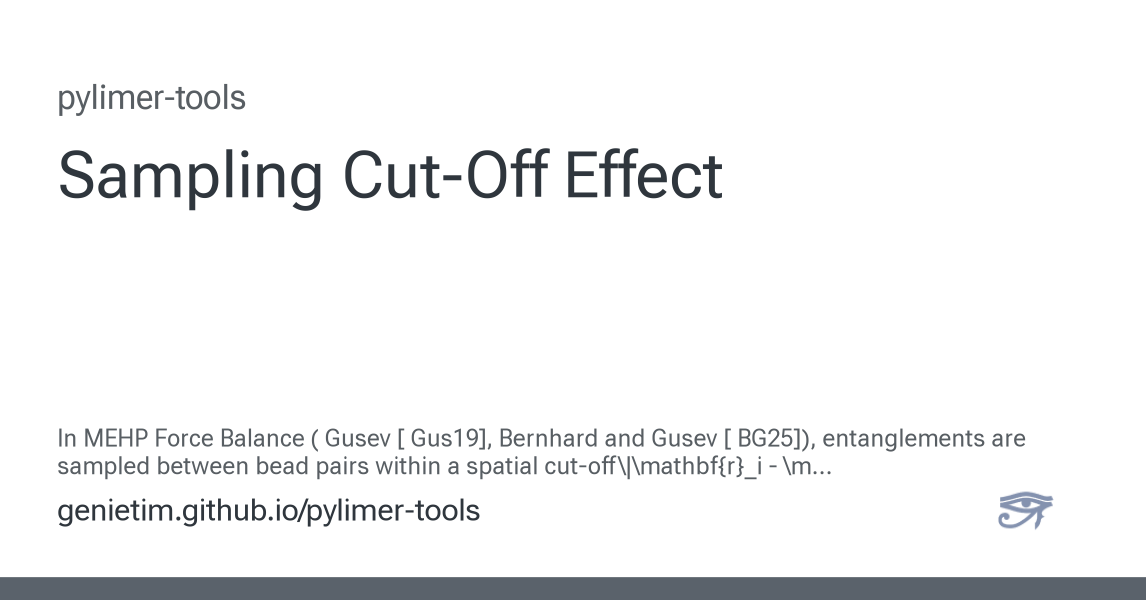 pylimer-tools
Sampling Cut-Off Effect
In MEHP Force Balance ( Gusev [ Gus19], Bernhard and Gusev [ BG25]), entanglements are
sampled between bead pairs within a spatial cut-off\|\mathbf{r}_i - \m...
genietim.github.io/pylimer-tools